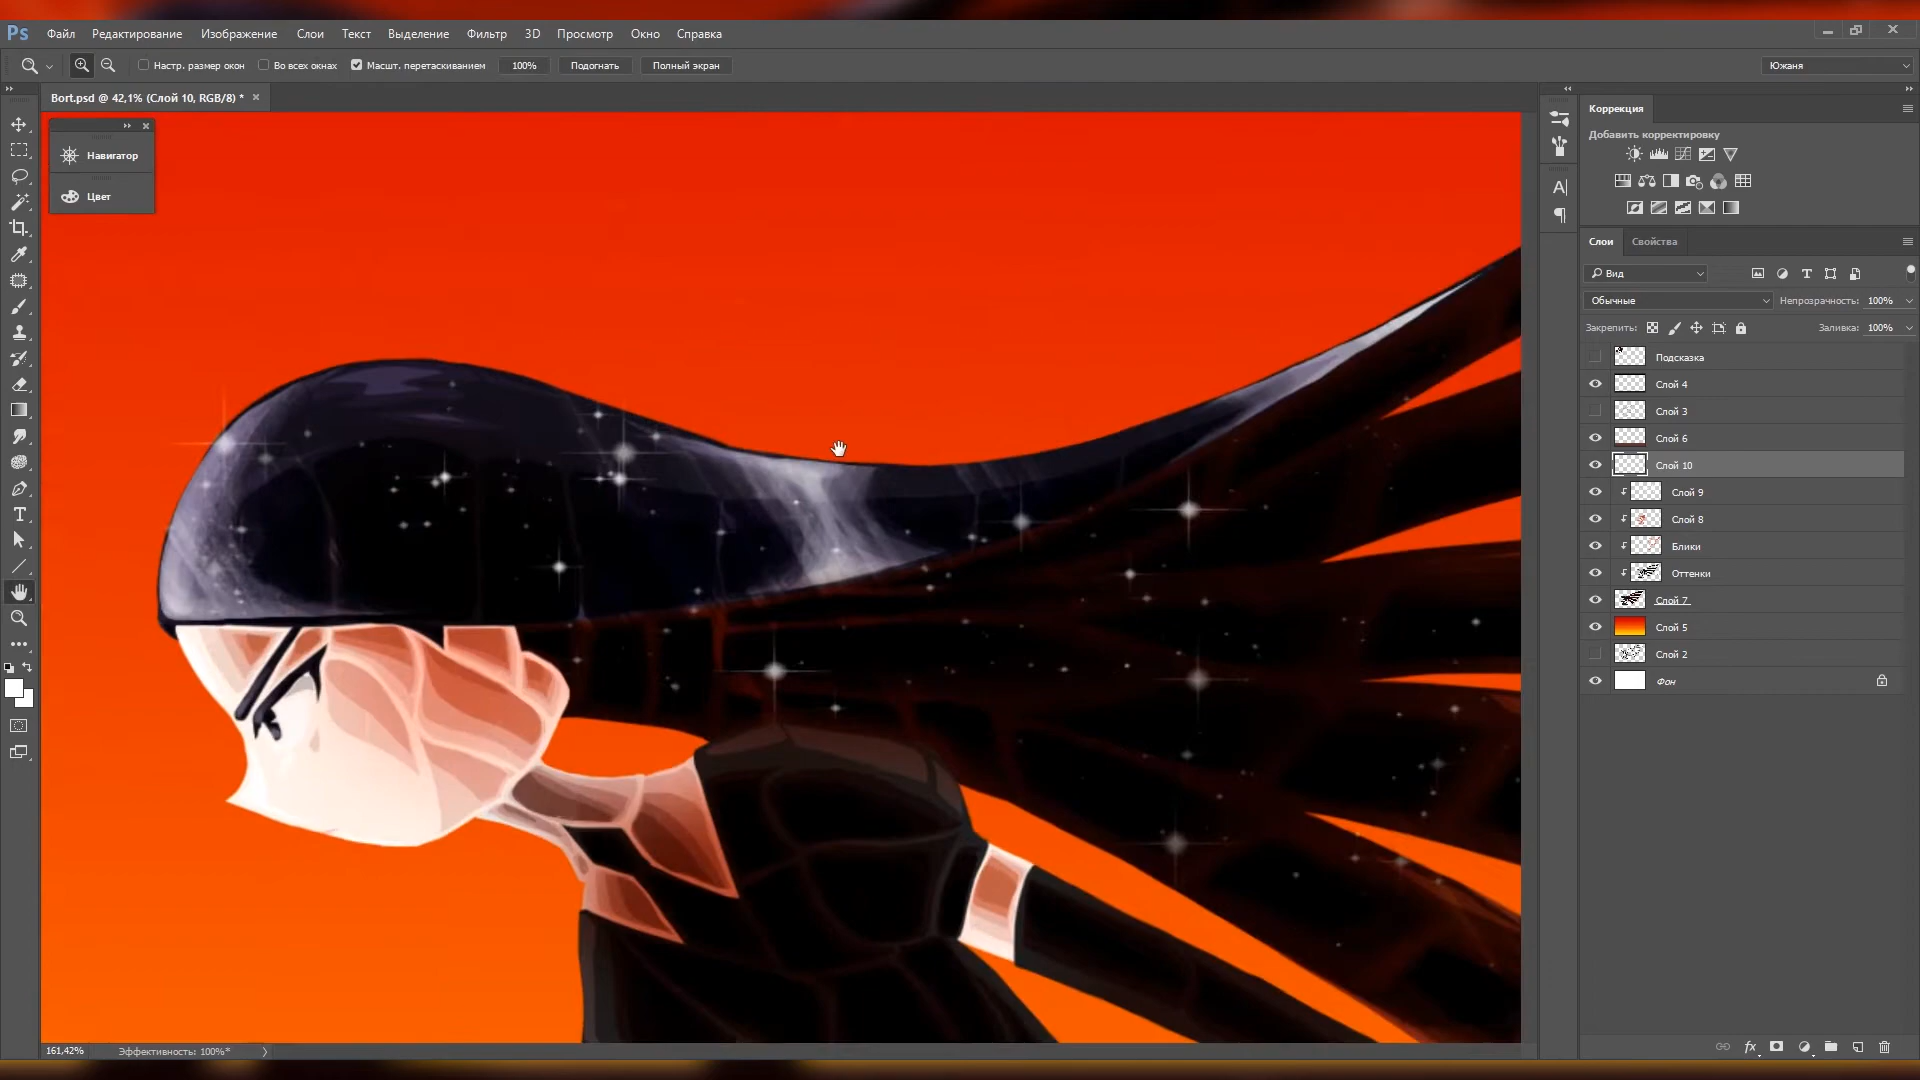 Ps Файл Редактирование Изображение Слои Текст Выделение Фильтр 3D Просмотр Окно Справка
Настр. размер окон Во всех окнах Масшт. перетаскиванием 100% Подогнать Полный экран Южаня
Bort.psd @ 42,1% (Слой 10, RGB/8) *
Навигатор
Цвет
Коррекция
Добавить корректировку
Слои Свойства
Вид
Обычные Непрозрачность: 100%
Закрепить: Заливка: 100%
Подсказка
Слой 4
Слой 3
Слой 6
Слой 10
Слой 9
Слой 8
Блики
Оттенки
Слой 7
Слой 5
Слой 2
Фон
161,42% Эффективность: 100%*